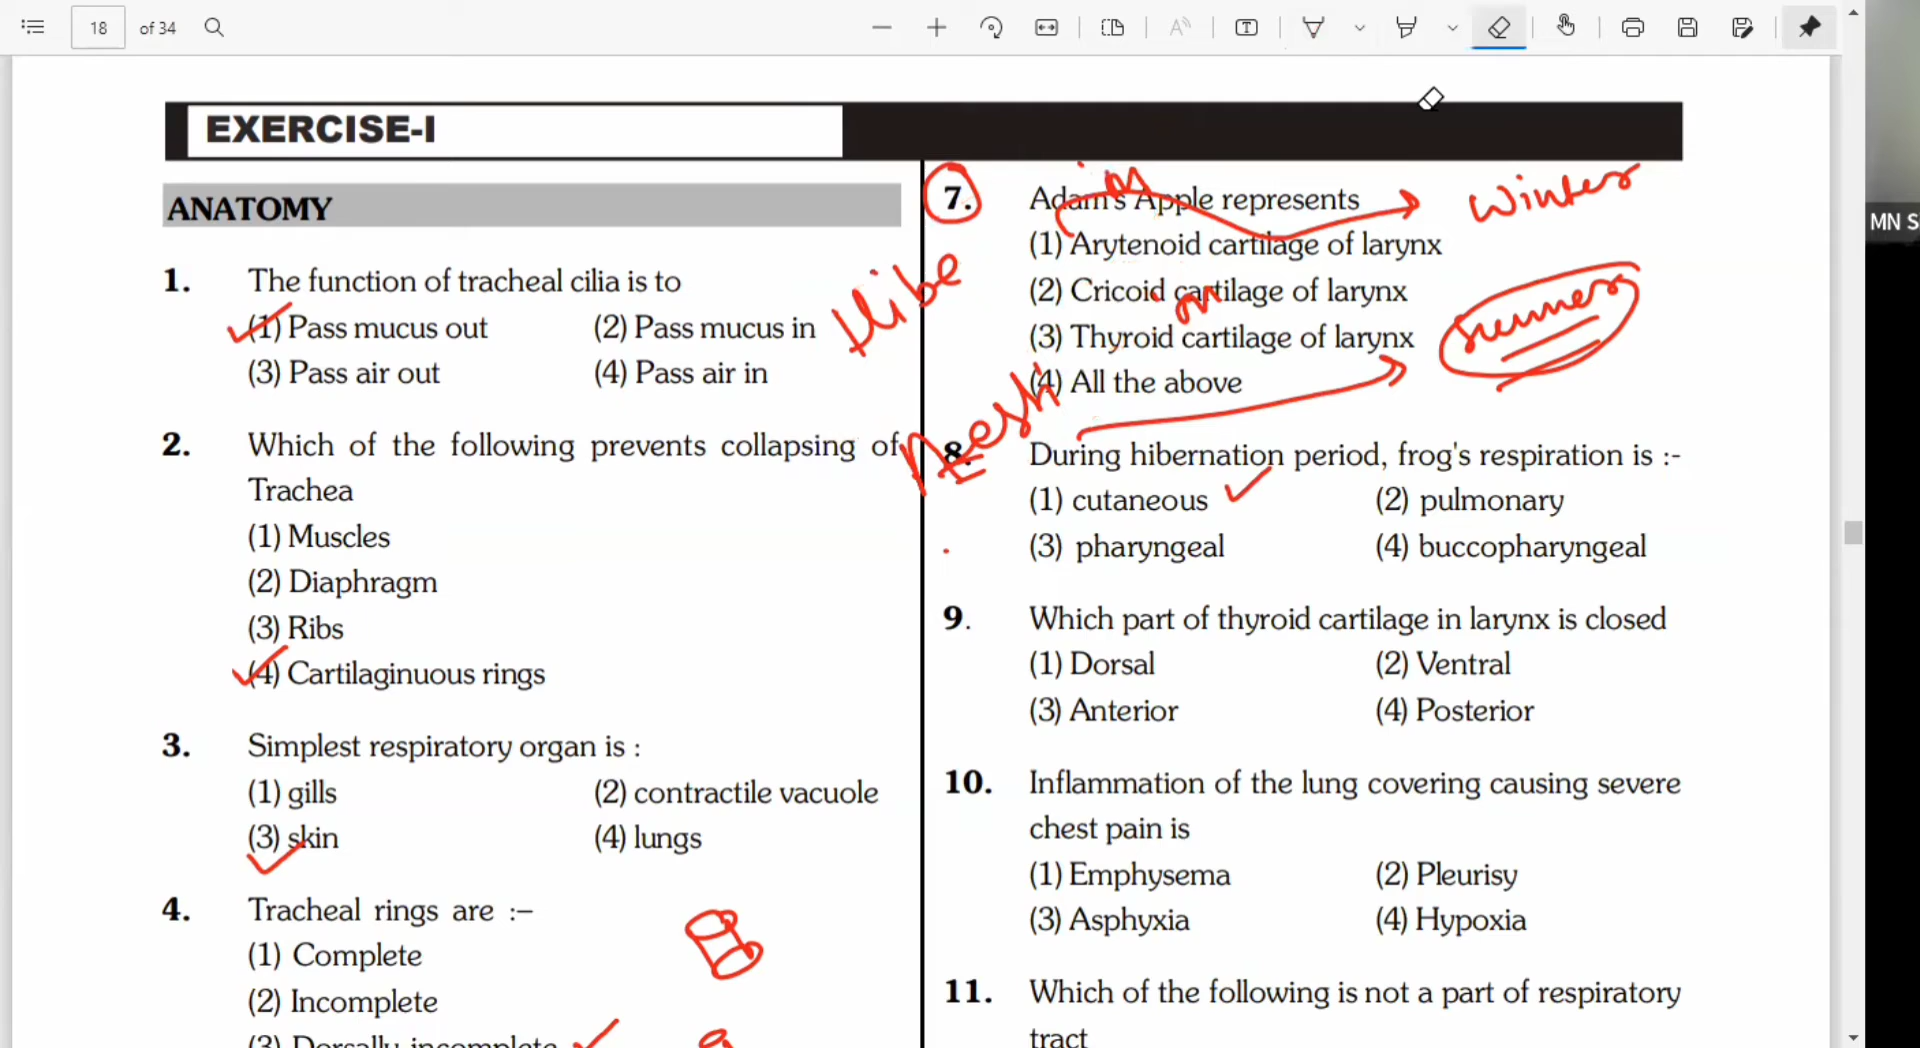 18 of 34
MN S
EXERCISE-I
ANATOMY
1. The function of tracheal cilia is to
(1) Pass mucus out (2) Pass mucus in
(3) Pass air out (4) Pass air in
2. Which of the following prevents collapsing of
Trachea
(1) Muscles
(2) Diaphragm
(3) Ribs
(4) Cartilaginuous rings
3. Simplest respiratory organ is :
(1) gills (2) contractile vacuole
(3) skin (4) lungs
4. Tracheal rings are :–
(1) Complete
(2) Incomplete
(3) Dorsally incomplete
7. Adam's Apple represents
(1) Arytenoid cartilage of larynx
(2) Cricoid cartilage of larynx
(3) Thyroid cartilage of larynx
(4) All the above
on
Winter
Hibe
on
Summer
8. During hibernation period, frog's respiration is :-
(1) cutaneous (2) pulmonary
(3) pharyngeal (4) buccopharyngeal
9. Which part of thyroid cartilage in larynx is closed
(1) Dorsal (2) Ventral
(3) Anterior (4) Posterior
10. Inflammation of the lung covering causing severe
chest pain is
(1) Emphysema (2) Pleurisy
(3) Asphyxia (4) Hypoxia
11. Which of the following is not a part of respiratory
tract